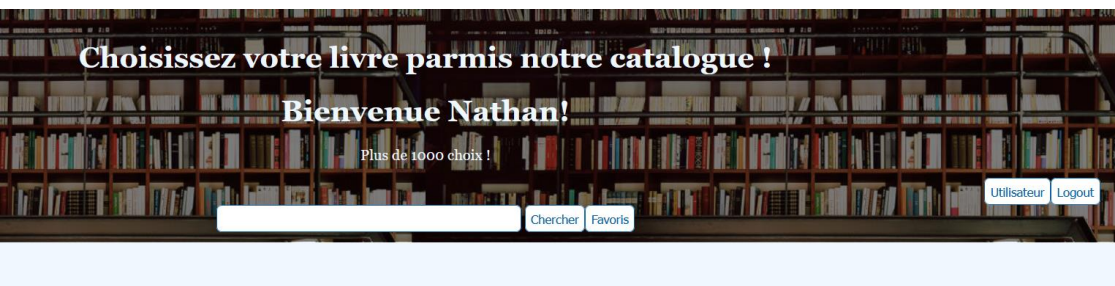 Choisissez votre livre parmis notre catalogue !
Bienvenue Nathan!
Plus de 1000 choix !
Utilisateur Logout
Chercher Favoris